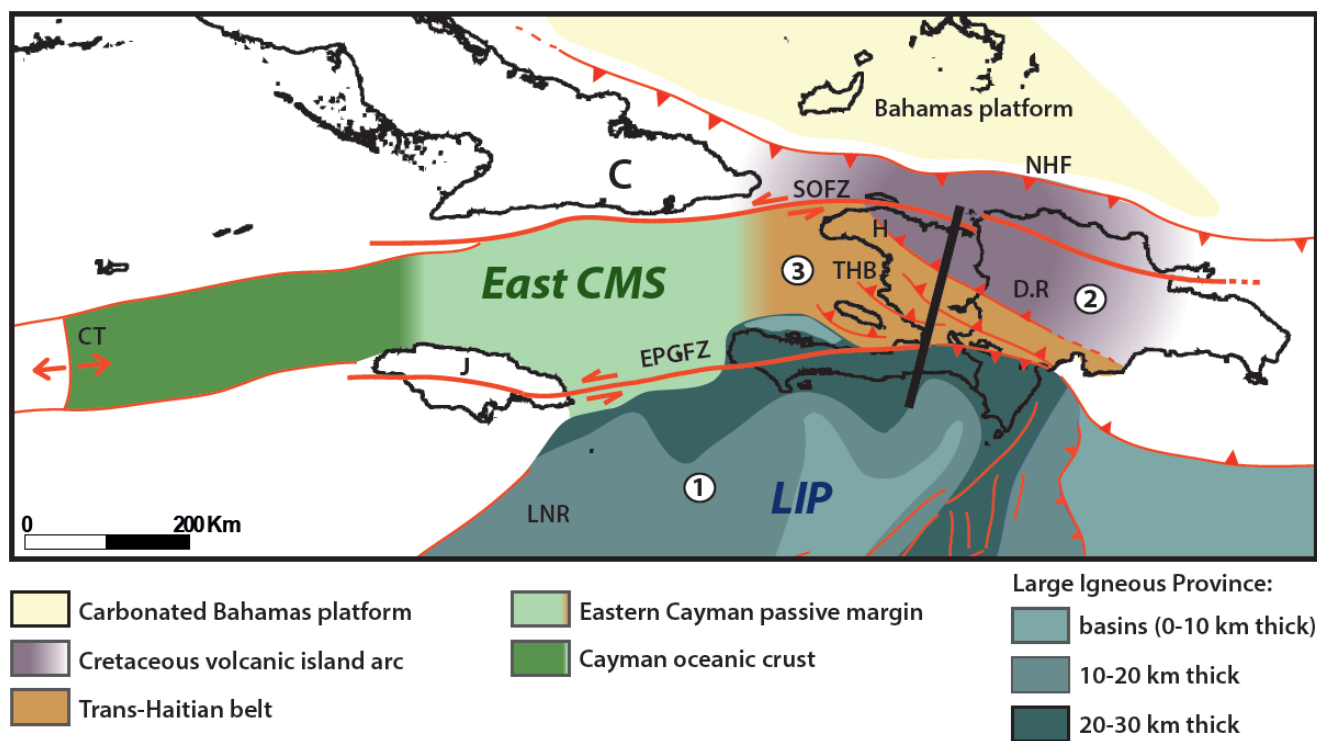 Bahamas platform
NHF
C
SOFZ
H
East CMS
3
THB
D.R
2
CT
EPGFZ
J
1
LIP
LNR
0 200 Km
Carbonated Bahamas platform
Cretaceous volcanic island arc
Trans-Haitian belt
Eastern Cayman passive margin
Cayman oceanic crust
Large Igneous Province:
basins (0-10 km thick)
10-20 km thick
20-30 km thick